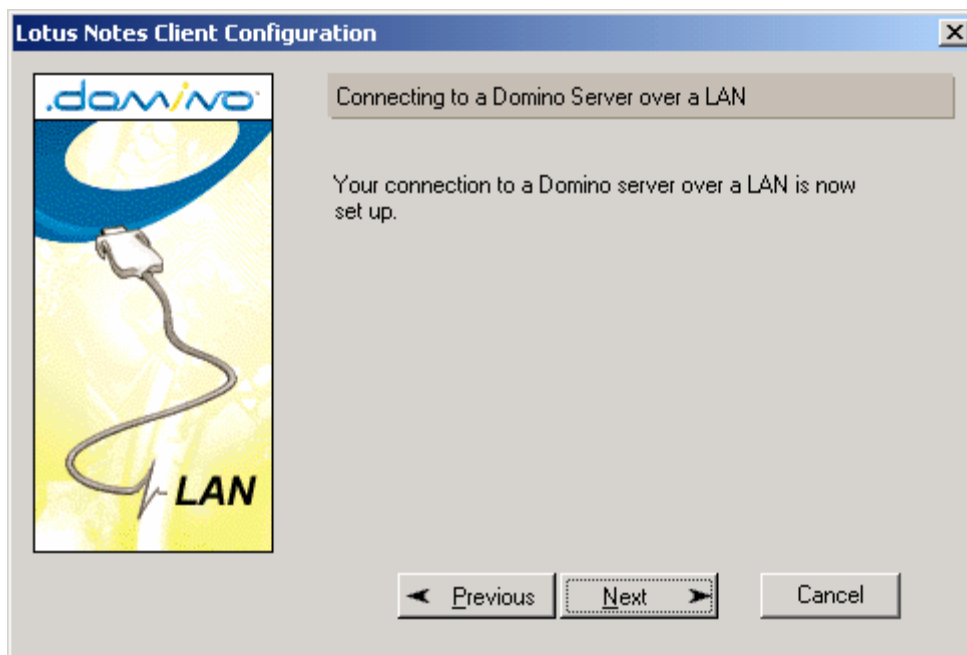 Lotus Notes Client Configuration
.domino
Connecting to a Domino Server over a LAN
Your connection to a Domino server over a LAN is now
set up.
LAN
Previous
Next
Cancel